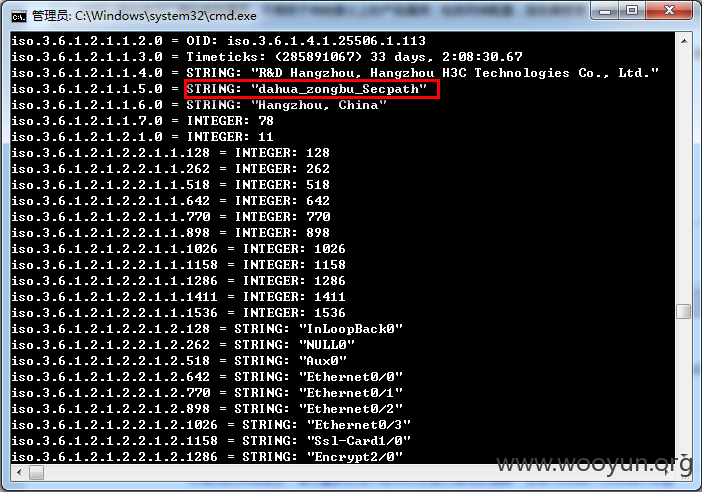 管理员: C:\Windows\system32\cmd.exe
iso.3.6.1.2.1.1.2.0 = OID: iso.3.6.1.4.1.25506.1.113
iso.3.6.1.2.1.1.3.0 = Timeticks: (285891067) 33 days, 2:08:30.67
iso.3.6.1.2.1.1.4.0 = STRING: "R&D Hangzhou, Hangzhou H3C Technologies Co., Ltd."
iso.3.6.1.2.1.1.5.0 = STRING: "dahua_zongbu_Secpath"
iso.3.6.1.2.1.1.6.0 = STRING: "Hangzhou, China"
iso.3.6.1.2.1.1.7.0 = INTEGER: 78
iso.3.6.1.2.1.2.1.0 = INTEGER: 11
iso.3.6.1.2.1.2.2.1.1.128 = INTEGER: 128
iso.3.6.1.2.1.2.2.1.1.262 = INTEGER: 262
iso.3.6.1.2.1.2.2.1.1.518 = INTEGER: 518
iso.3.6.1.2.1.2.2.1.1.642 = INTEGER: 642
iso.3.6.1.2.1.2.2.1.1.770 = INTEGER: 770
iso.3.6.1.2.1.2.2.1.1.898 = INTEGER: 898
iso.3.6.1.2.1.2.2.1.1.1026 = INTEGER: 1026
iso.3.6.1.2.1.2.2.1.1.1158 = INTEGER: 1158
iso.3.6.1.2.1.2.2.1.1.1286 = INTEGER: 1286
iso.3.6.1.2.1.2.2.1.1.1411 = INTEGER: 1411
iso.3.6.1.2.1.2.2.1.1.1536 = INTEGER: 1536
iso.3.6.1.2.1.2.2.1.2.128 = STRING: "InLoopBack0"
iso.3.6.1.2.1.2.2.1.2.262 = STRING: "NULL0"
iso.3.6.1.2.1.2.2.1.2.518 = STRING: "Aux0"
iso.3.6.1.2.1.2.2.1.2.642 = STRING: "Ethernet0/0"
iso.3.6.1.2.1.2.2.1.2.770 = STRING: "Ethernet0/1"
iso.3.6.1.2.1.2.2.1.2.898 = STRING: "Ethernet0/2"
iso.3.6.1.2.1.2.2.1.2.1026 = STRING: "Ethernet0/3"
iso.3.6.1.2.1.2.2.1.2.1158 = STRING: "Ssl-Card1/0"
iso.3.6.1.2.1.2.2.1.2.1286 = STRING: "Encrypt2/0"
www.wooyun.org